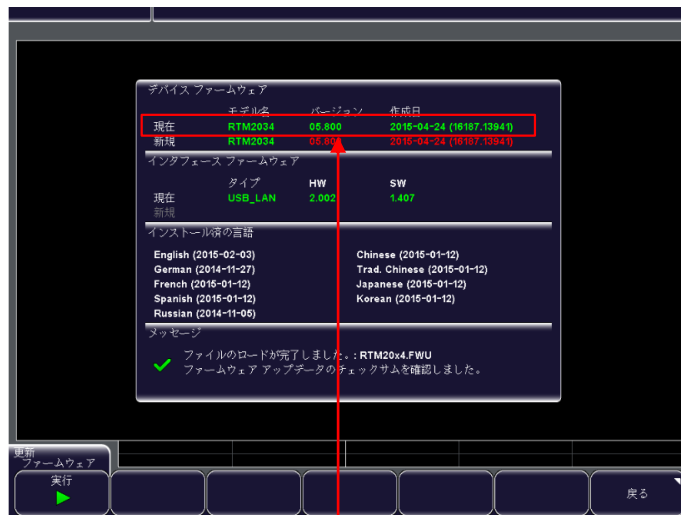 デバイス ファームウェア
モデル名 バージョン 作成日
現在 RTM2034 05.800 2015-04-24 (16187.13941)
新規 RTM2034 05.800 2015-04-24 (16187.13941)
インタフェース ファームウェア
タイプ HW SW
現在 USB_LAN 2.002 1.407
新規
インストール済の言語
English (2015-02-03) Chinese (2015-01-12)
German (2014-11-27) Trad. Chinese (2015-01-12)
French (2015-01-12) Japanese (2015-01-12)
Spanish (2015-01-12) Korean (2015-01-12)
Russian (2014-11-05)
メッセージ
ファイルのロードが完了しました。: RTM20x4.FWU
ファームウェア アップデータのチェックサムを確認しました。
更新
ファームウェア
実行 戻る